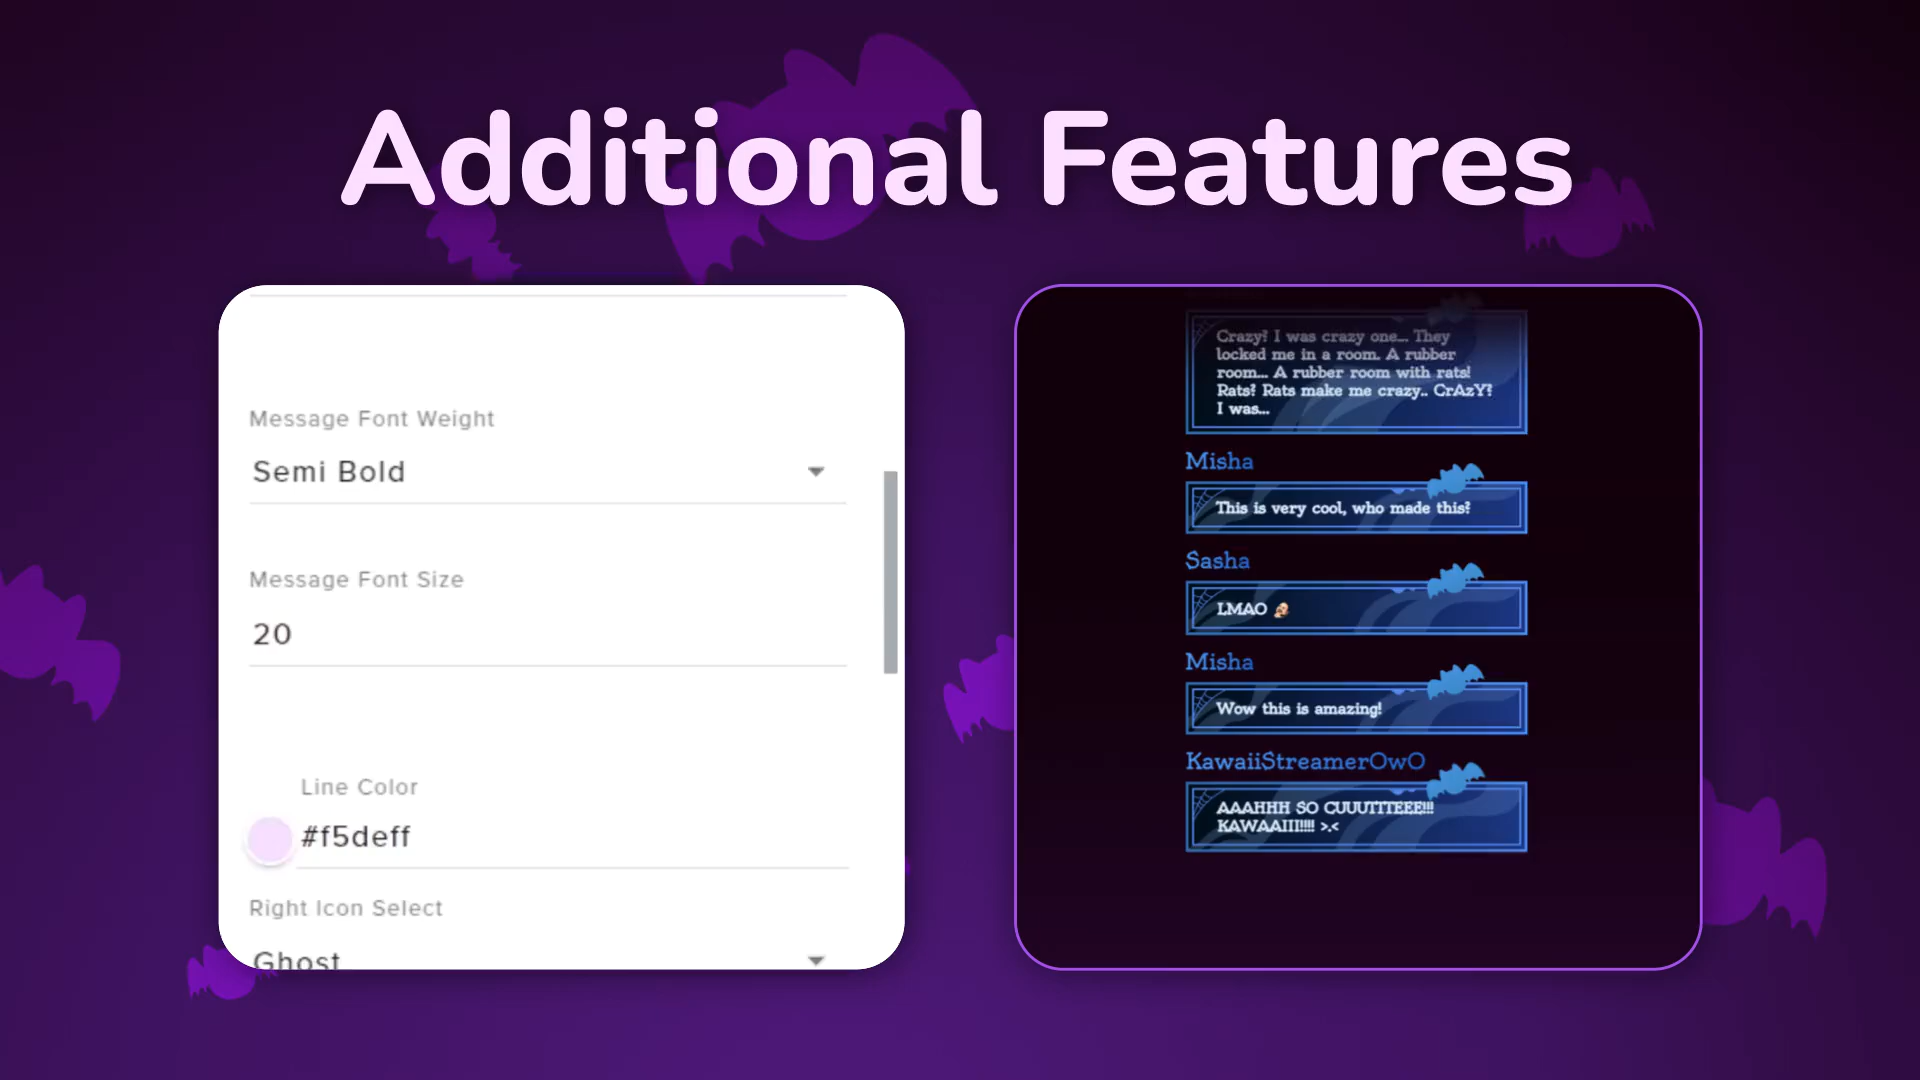 Additional Features
Message Font Weight
Semi Bold
Message Font Size
20
Line Color
#f5deff
Right Icon Select
Ghost
Crazy? I was crazy one... They
locked me in a room. A rubber
room... A rubber room with rats!
Rats? Rats make me crazy.. CrAzY?
I was...
Misha
This is very cool, who made this?
Sasha
LMAO
Misha
Wow this is amazing!
KawaiiStreamerOwO
AAAHHH SO CUUUTTTEEE!!!
KAWAAIII!!!! >.<